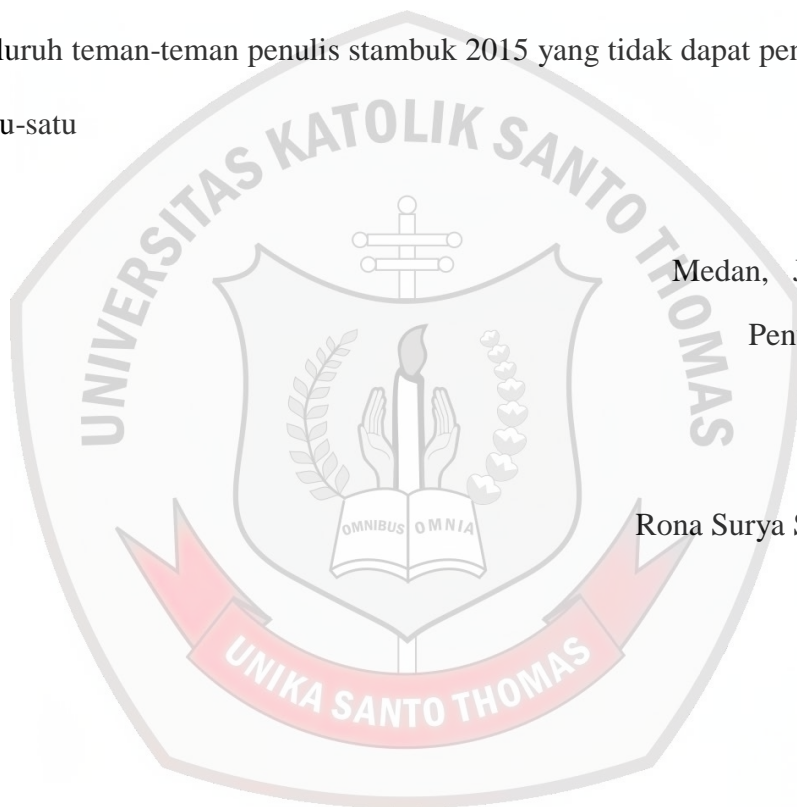 luruh teman-teman penulis stambuk 2015 yang tidak dapat pen
u-satu
UNIVERSITAS KATOLIK SANTO THOMAS
Medan, J
Pen
OMNIBUS OMNIA
Rona Surya S
UNIKA SANTO THOMAS